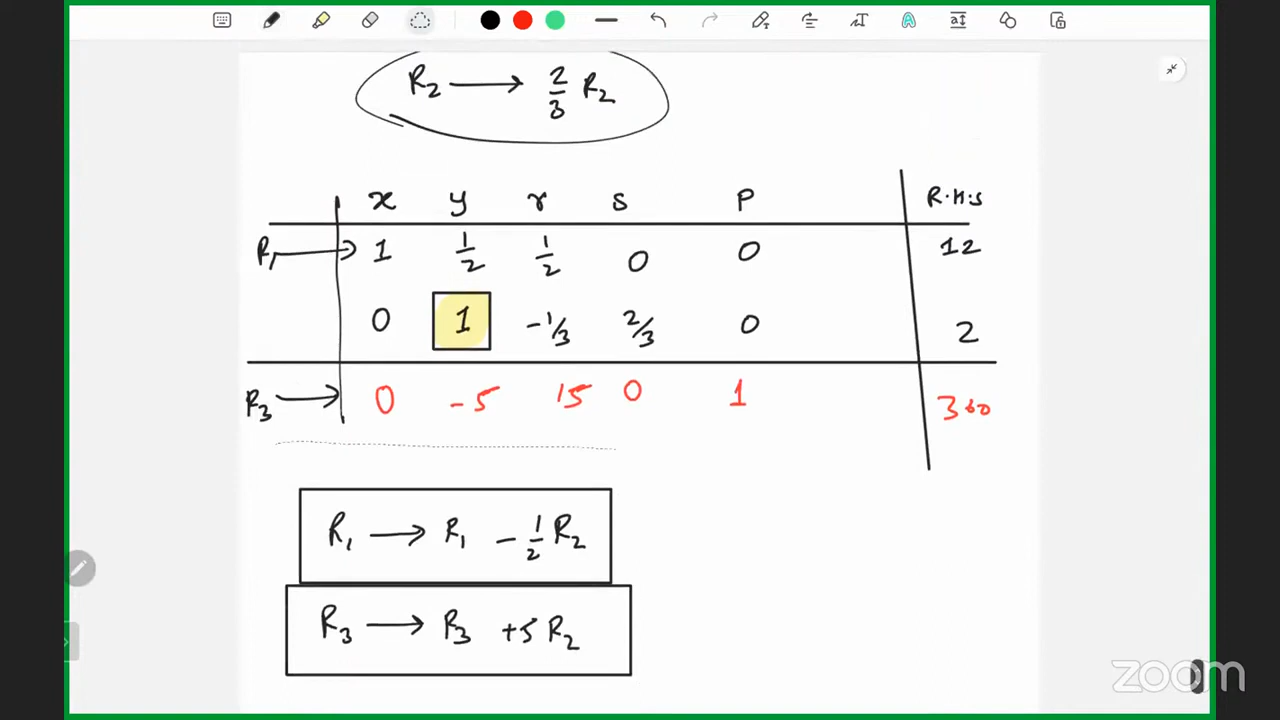 R₂ ⟶ 2/3 R₂
x y r s P R.H.S
R₁ → 1 1/2 1/2 0 0 12
0 1 -1/3 2/3 0 2
R₃ → 0 -5 15 0 1 360
R₁ ⟶ R₁ - 1/2 R₂
R₃ ⟶ R₃ +5 R₂
zoom